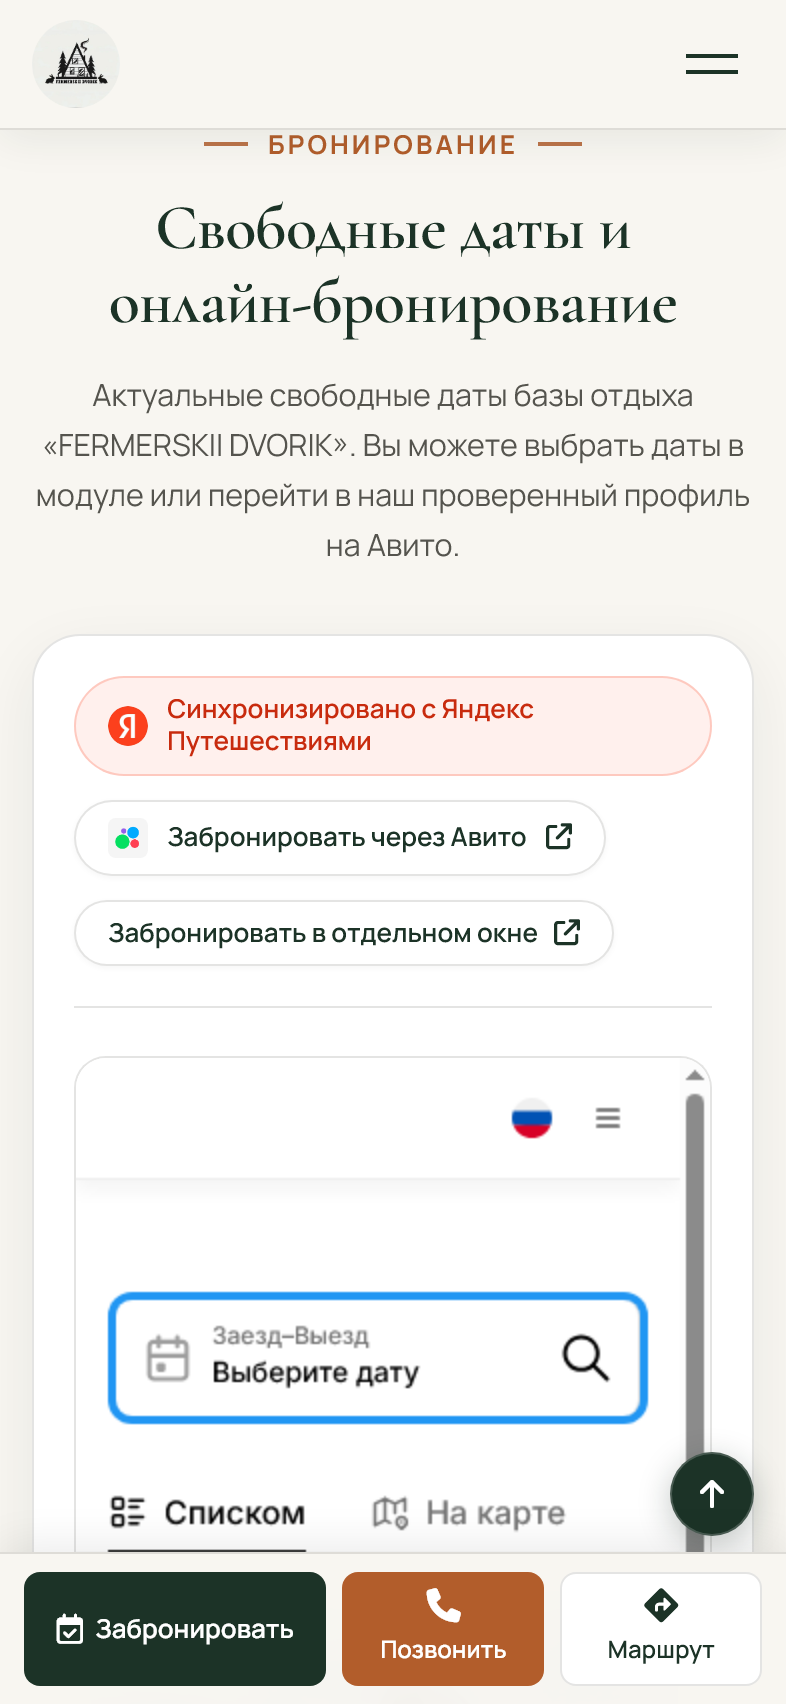 БРОНИРОВАНИЕ
Свободные даты и
онлайн-бронирование
Актуальные свободные даты базы отдыха
«FERMERSKII DVORIK». Вы можете выбрать даты в
модуле или перейти в наш проверенный профиль
на Авито.
Я
Синхронизировано с Яндекс
Путешествиями
Забронировать через Авито
Забронировать в отдельном окне
Заезд–Выезд
Выберите дату
Списком
На карте
Забронировать
Позвонить
Маршрут